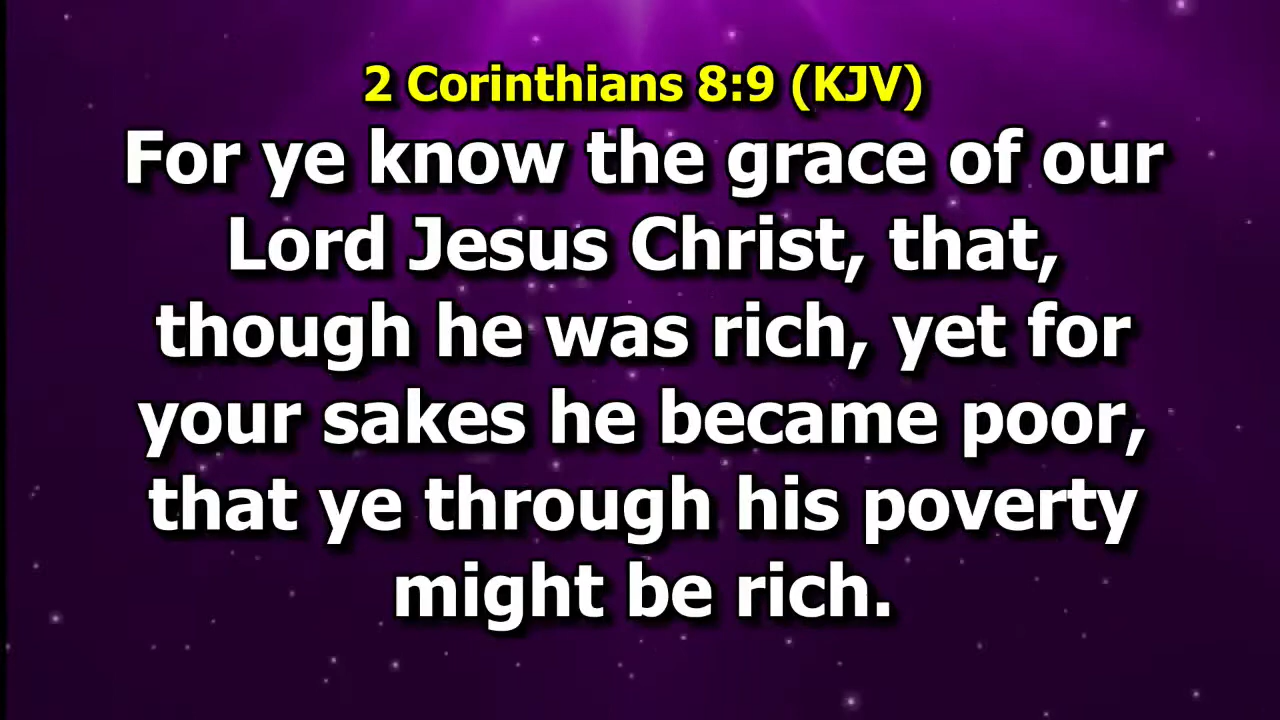 2 Corinthians 8:9 (KJV)
For ye know the grace of our
Lord Jesus Christ, that,
though he was rich, yet for
your sakes he became poor,
that ye through his poverty
might be rich.